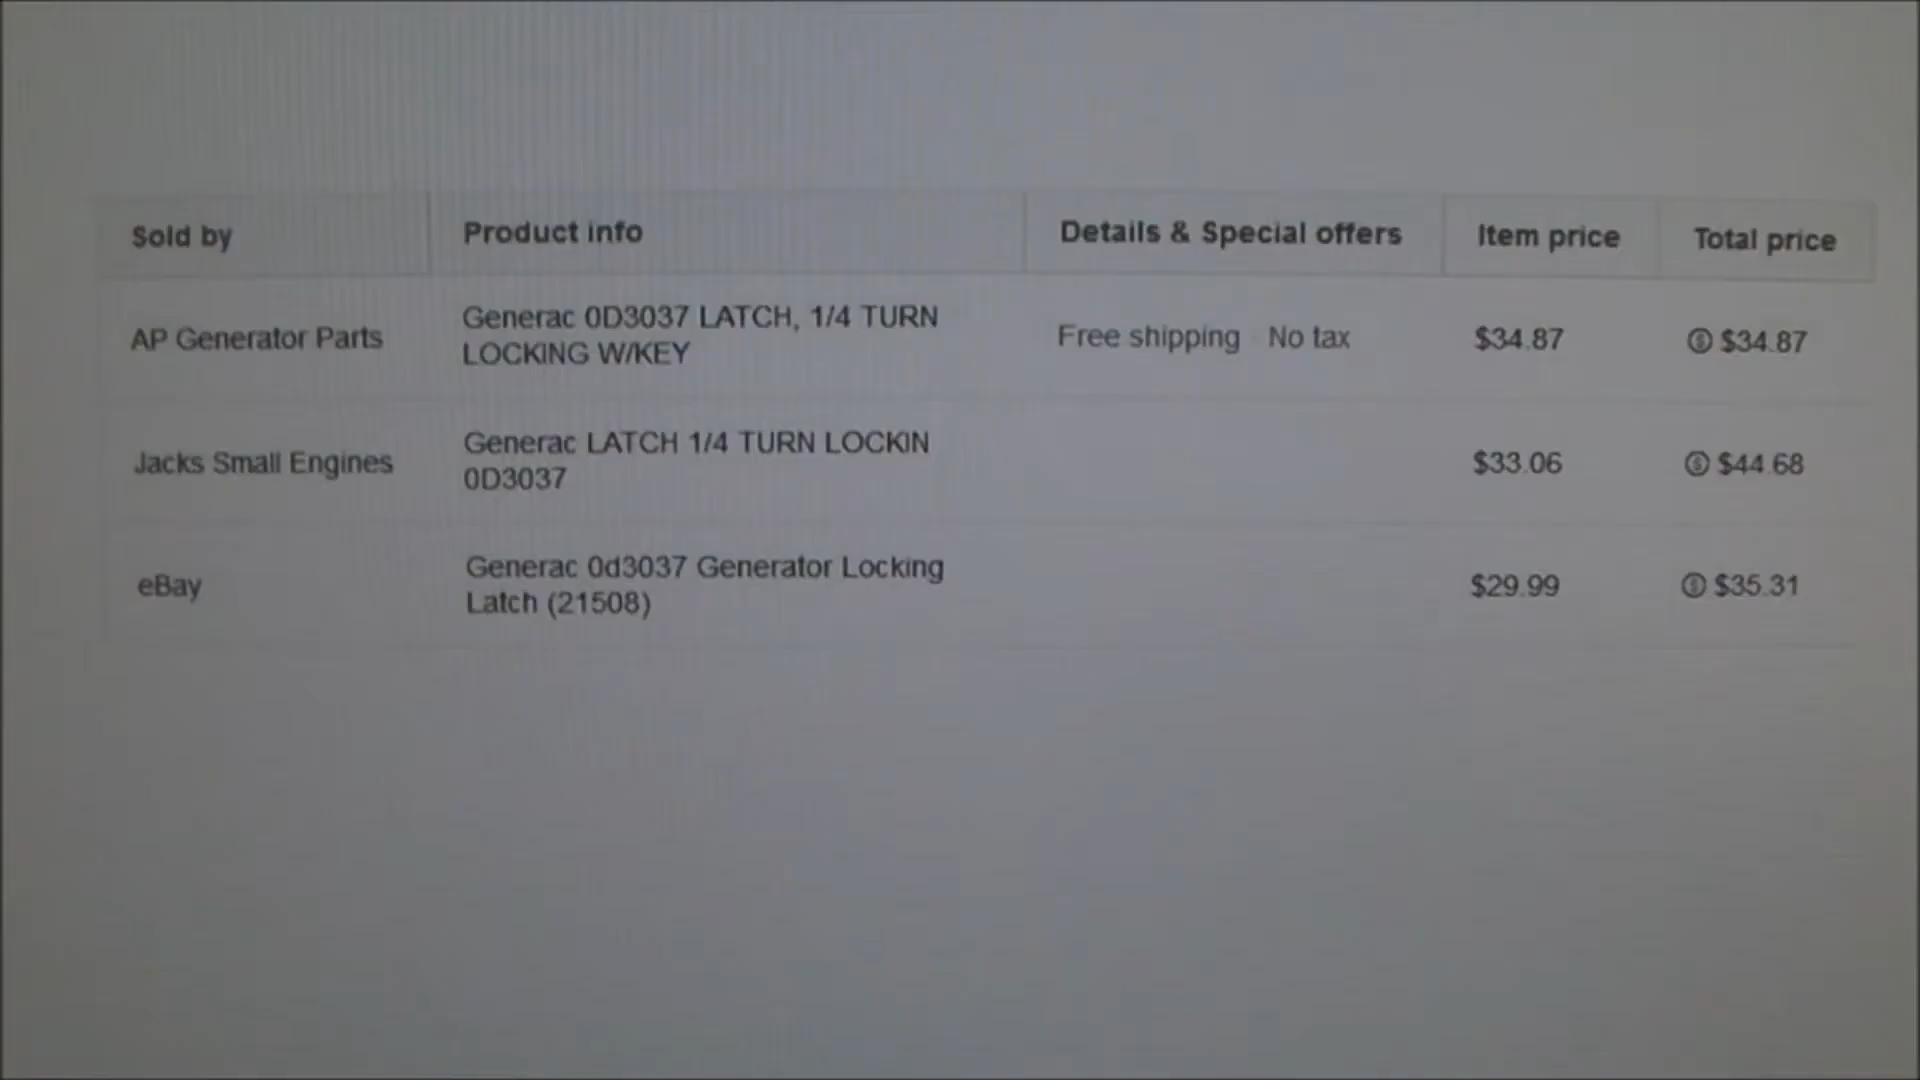 Sold by Product info Details & Special offers Item price Total price
AP Generator Parts Generac 0D3037 LATCH, 1/4 TURN LOCKING W/KEY Free shipping No tax $34.87 $34.87
Jacks Small Engines Generac LATCH 1/4 TURN LOCKIN 0D3037 $33.06 $44.68
eBay Generac 0d3037 Generator Locking Latch (21508) $29.99 $35.31